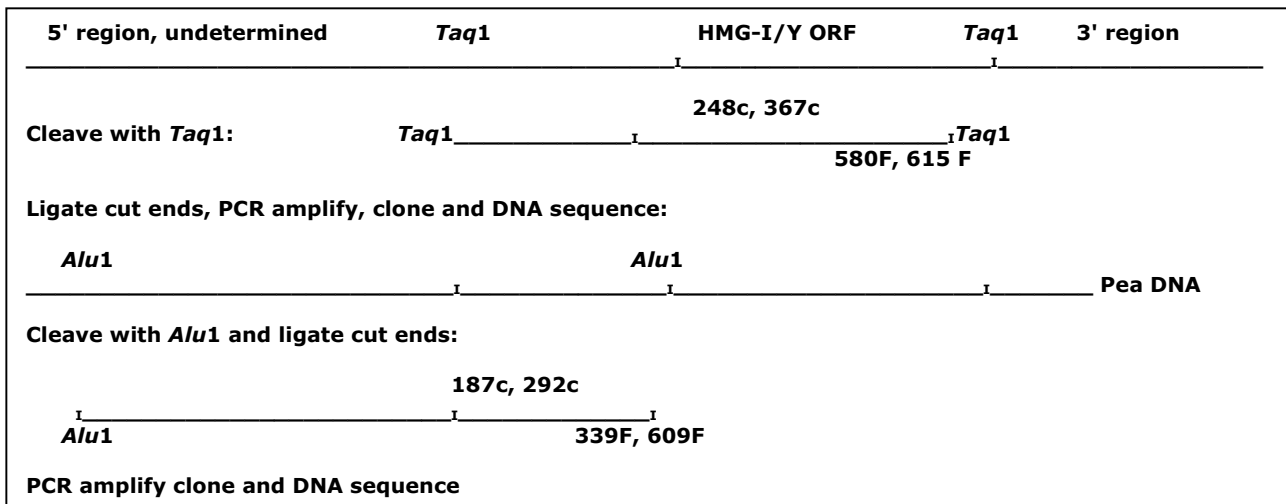 5' region, undetermined Taq1 HMG-I/Y ORF Taq1 3' region
248c, 367c
Cleave with Taq1: Taq1 Taq1
580F, 615 F
Ligate cut ends, PCR amplify, clone and DNA sequence:
Alu1 Alu1
Pea DNA
Cleave with Alu1 and ligate cut ends:
187c, 292c
Alu1 339F, 609F
PCR amplify clone and DNA sequence